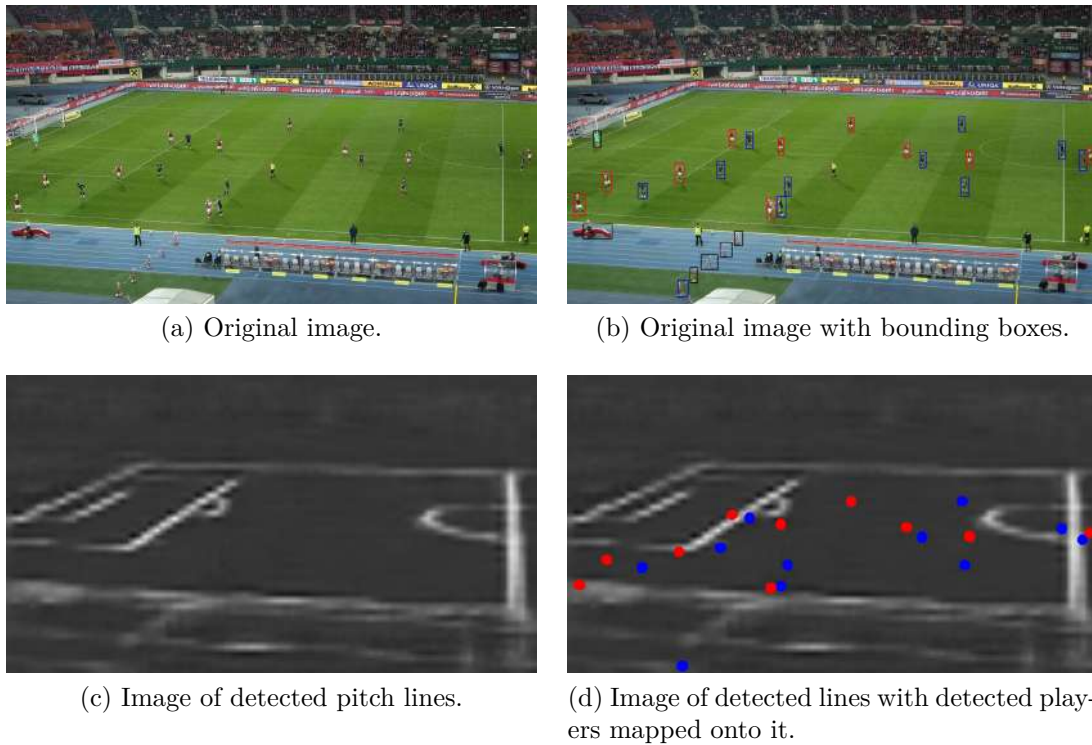 (a) Original image.
(b) Original image with bounding boxes.
(c) Image of detected pitch lines.
(d) Image of detected lines with detected play-
ers mapped onto it.